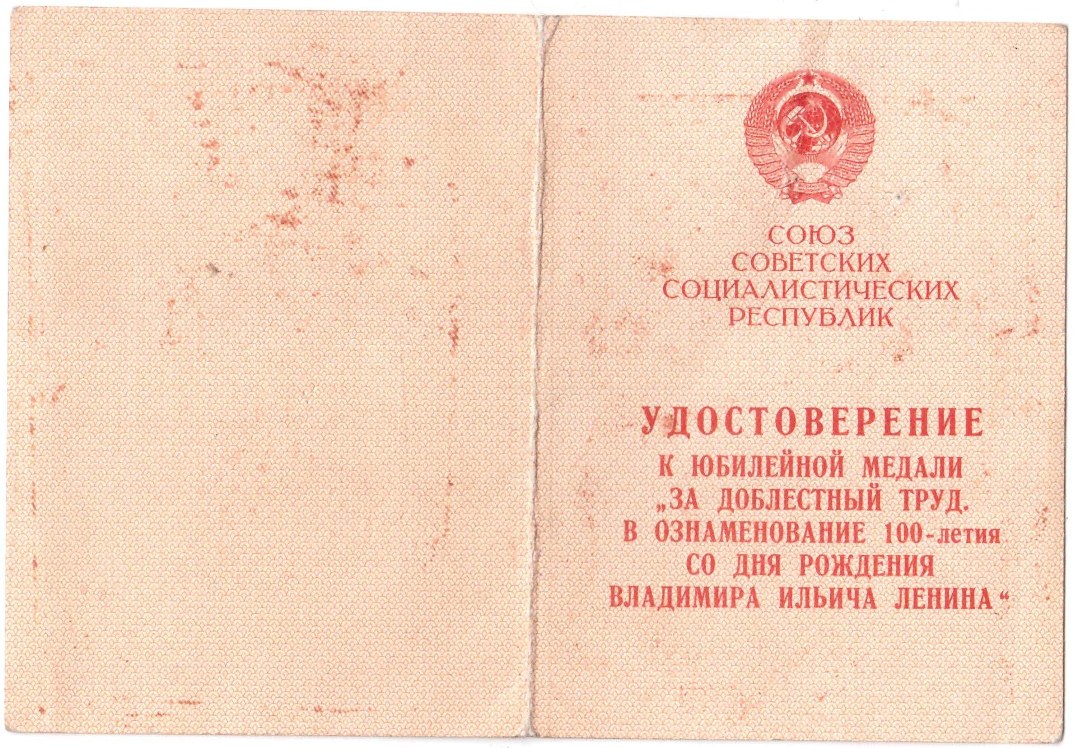 СОЮЗ
СОВЕТСКИХ
СОЦИАЛИСТИЧЕСКИХ
РЕСПУБЛИК
УДОСТОВЕРЕНИЕ
К ЮБИЛЕЙНОЙ МЕДАЛИ
„ЗА ДОБЛЕСТНЫЙ ТРУД.
В ОЗНАМЕНОВАНИЕ 100-летия
СО ДНЯ РОЖДЕНИЯ
ВЛАДИМИРА ИЛЬИЧА ЛЕНИНА“